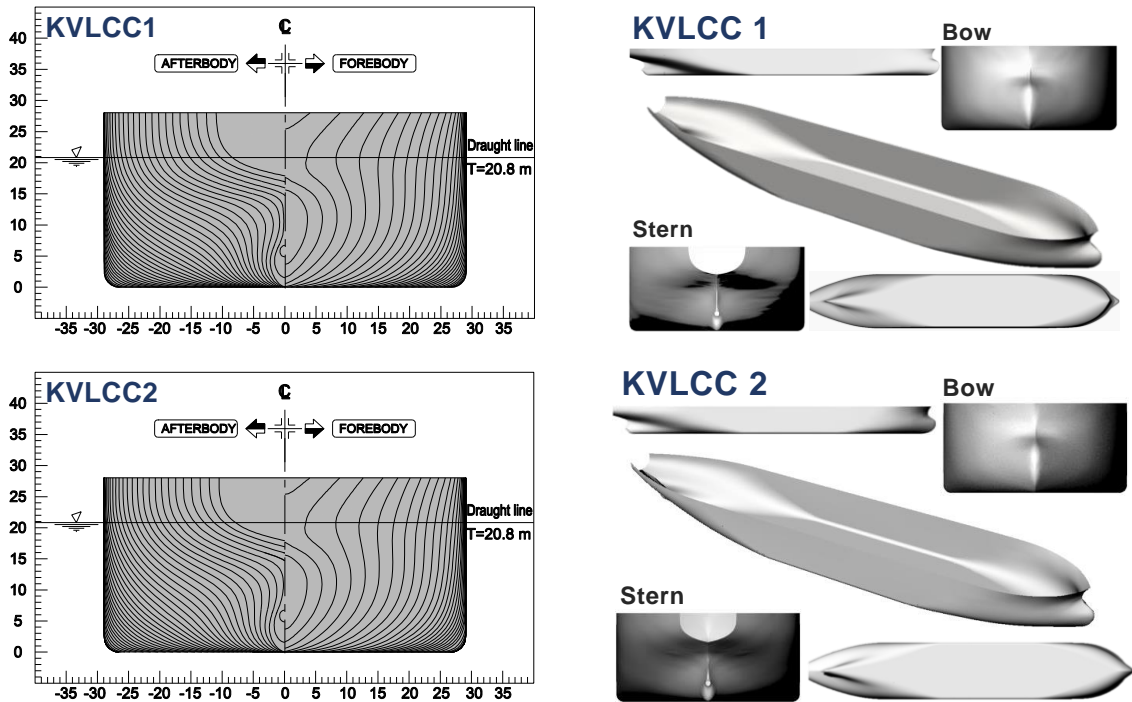 KVLCC1
℄
AFTERBODY FOREBODY
45
40
35
30
25
20
15
10
5
0
Draught line
T=20.8 m
-35 -30 -25 -20 -15 -10 -5 0 5 10 15 20 25 30 35
KVLCC 1
Bow
Stern
KVLCC2
℄
AFTERBODY FOREBODY
40
35
30
25
20
15
10
5
0
Draught line
T=20.8 m
-35 -30 -25 -20 -15 -10 -5 0 5 10 15 20 25 30 35
KVLCC 2
Bow
Stern